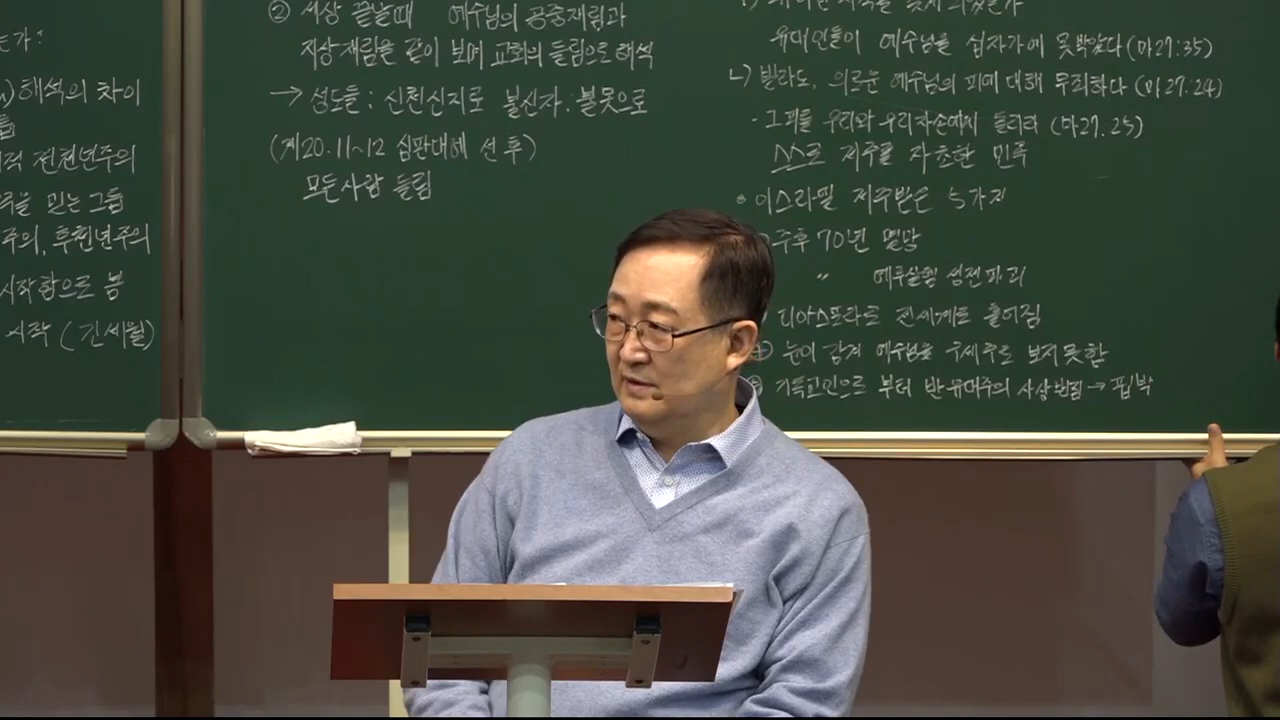 는가?
해석의 차이
전천년주의
믿는 그룹
주의, 후천년주의
시작함으로 봄
시작 (긴세월)
② 세상 끝날때 예수님의 공중재림과
지상재림을 같이 보며 교회의 들림으로 해석
→ 성도들 : 신천신지로 불신자 : 불못으로
(계20.11~12 심판대에 선 후)
모든사람 들림
유대인들이 예수님을 십자가에 못박았다 (마27:35)
ㄴ) 빌라도, 의로운 예수님의 피에 대해 무죄하다 (마27.24)
- 그피를 우리와 우리자손에게 돌리라 (마27.25)
스스로 저주를 자초한 민족
이스라엘 저주받은 5가지
주후 70년 멸망
〃 예루살렘 성전파괴
디아스포라로 전세계로 흩어짐
④ 눈이 감겨 예수님을 구세주로 보지못함
⑤ 기독교인으로 부터 반유대주의 사상번짐 → 핍박